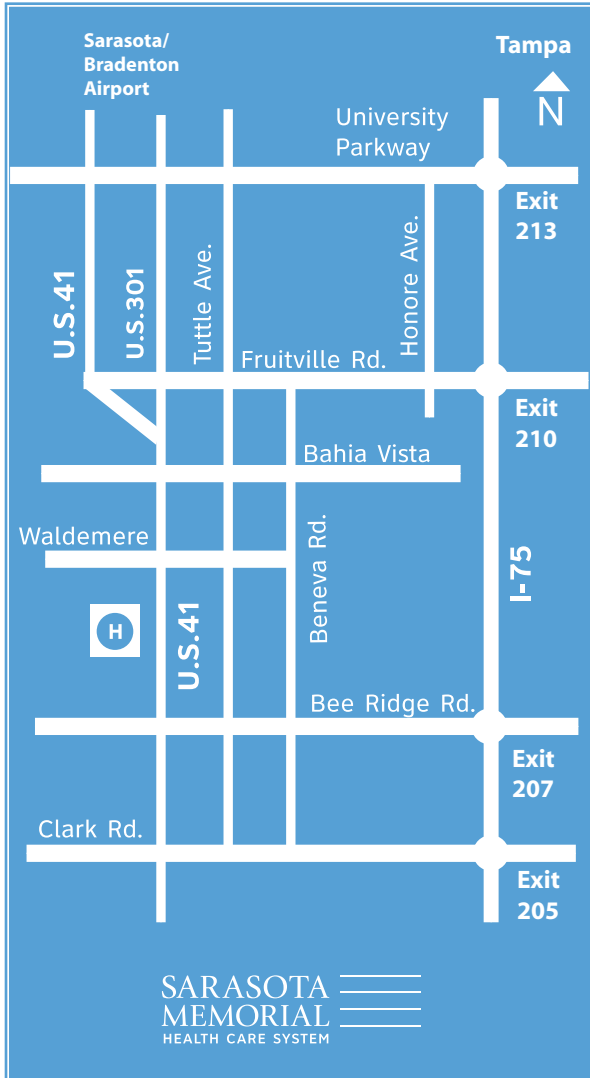 Sarasota/
Bradenton
Airport
Tampa
N
University
Parkway
Exit
213
U.S.41
U.S.301
Tuttle Ave.
Honore Ave.
Fruitville Rd.
Exit
210
Bahia Vista
Waldemere
Beneva Rd.
I-75
H
U.S.41
Bee Ridge Rd.
Exit
207
Clark Rd.
Exit
205
SARASOTA
MEMORIAL
HEALTH CARE SYSTEM